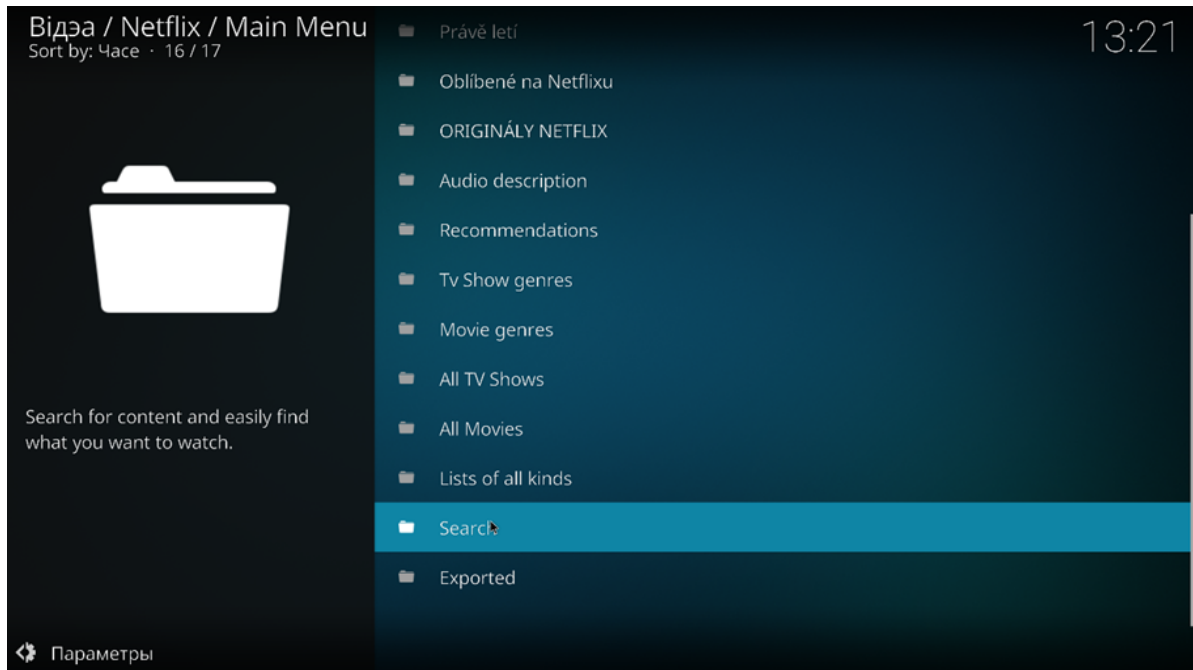 Відэа / Netflix / Main Menu
Sort by: Часе · 16 / 17
13:21
Právě letí
Oblíbené na Netflixu
ORIGINÁLY NETFLIX
Audio description
Recommendations
Tv Show genres
Movie genres
All TV Shows
All Movies
Lists of all kinds
Search
Exported
Search for content and easily find
what you want to watch.
Параметры